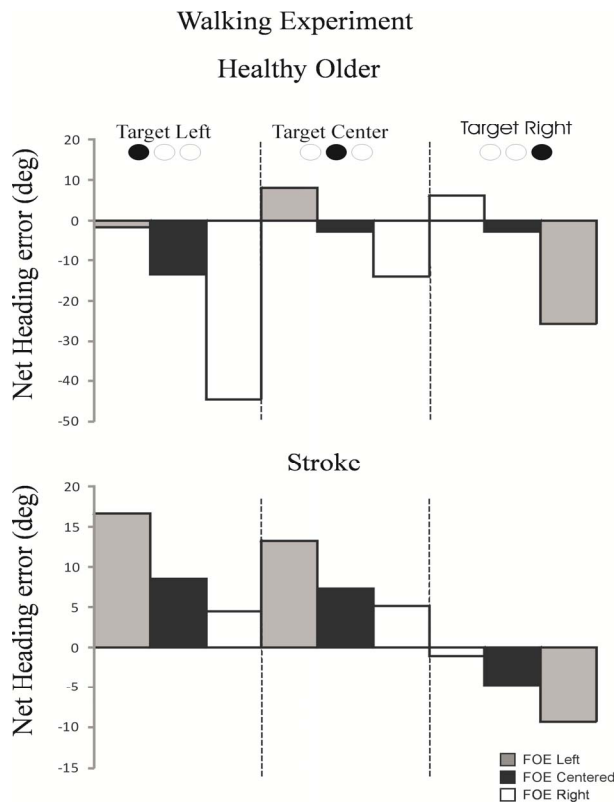 Walking Experiment
Healthy Older
Target Left
Target Center
Target Right
Net Heading error (deg)
20
10
0
-10
-20
-30
-40
-50
Strokc
Net Heading error (deg)
20
15
10
5
0
-5
-10
-15
FOE Left
FOE Centered
FOE Right